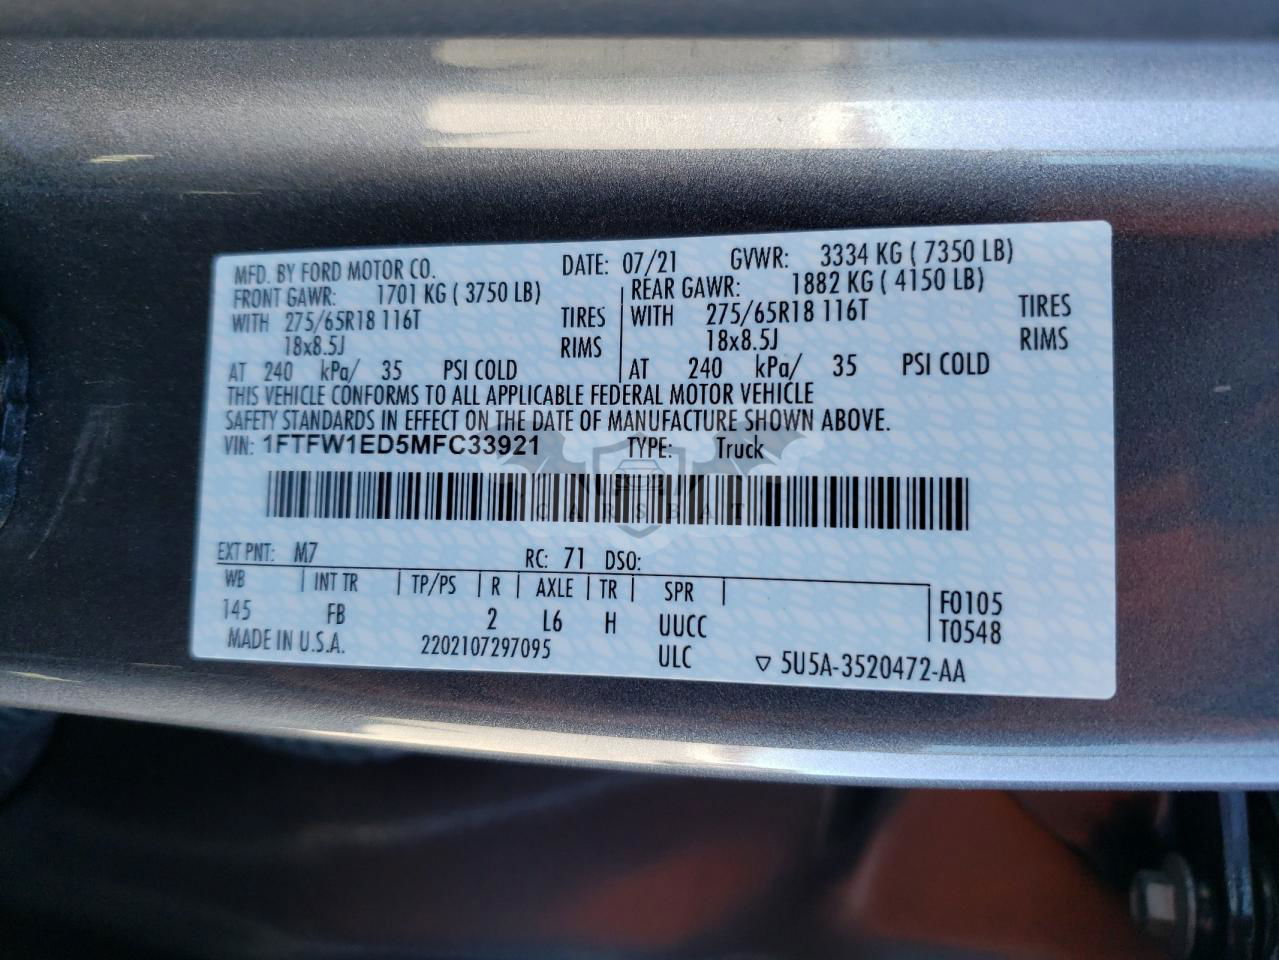 MFD. BY FORD MOTOR CO. DATE: 07/21 GVWR: 3334 KG ( 7350 LB)
FRONT GAWR: 1701 KG ( 3750 LB) REAR GAWR: 1882 KG ( 4150 LB)
WITH 275/65R18 116T TIRES WITH 275/65R18 116T TIRES
18x8.5J RIMS 18x8.5J RIMS
AT 240 kPa/ 35 PSI COLD AT 240 kPa/ 35 PSI COLD
THIS VEHICLE CONFORMS TO ALL APPLICABLE FEDERAL MOTOR VEHICLE
SAFETY STANDARDS IN EFFECT ON THE DATE OF MANUFACTURE SHOWN ABOVE.
VIN: 1FTFW1ED5MFC33921 TYPE: Truck
CARSBAT
EXT PNT: M7 RC: 71 DSO:
WB INT TR TP/PS R AXLE TR SPR F0105
145 FB 2 L6 H UUCC T0548
MADE IN U.S.A. 2202107297095 ULC ▽ 5U5A-3520472-AA